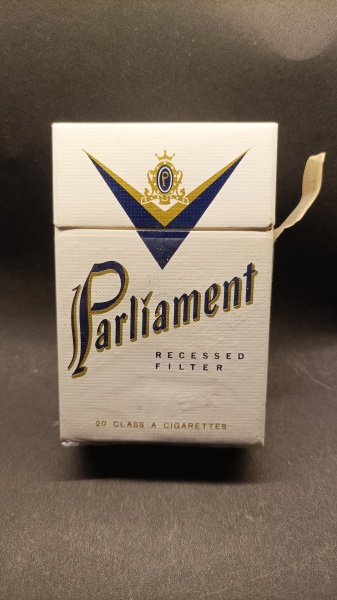 P
Parliament
RECESSED
FILTER
20 CLASS A CIGARETTES